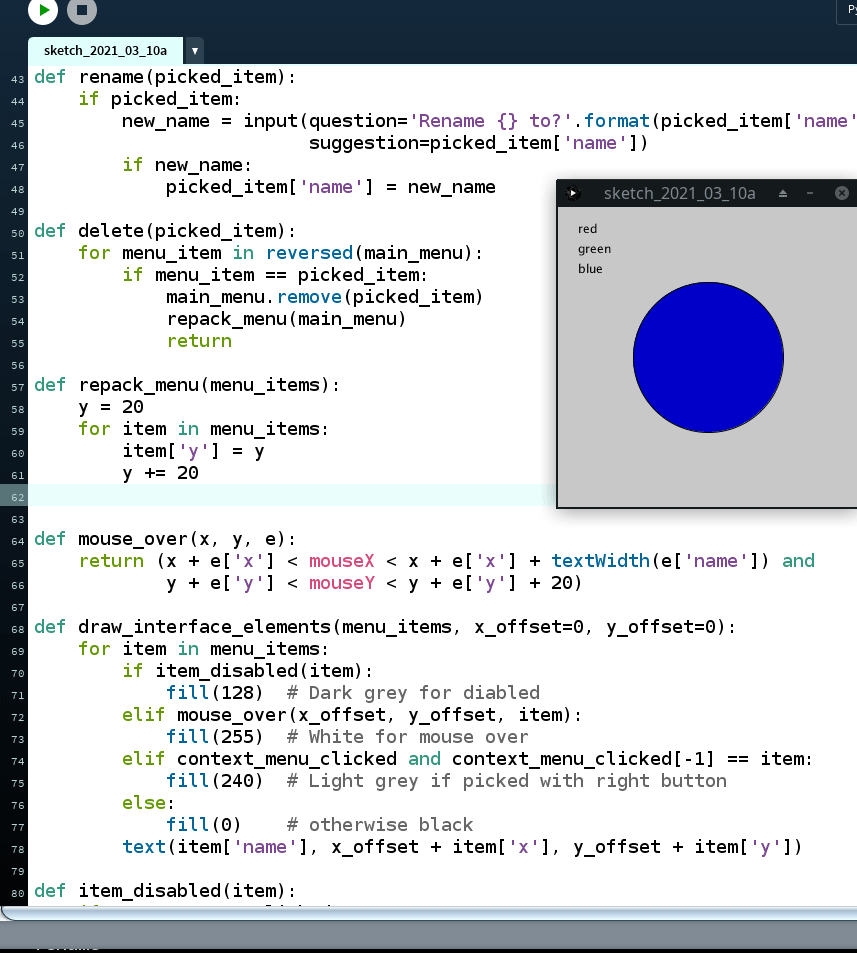 Py
sketch_2021_03_10a
43 def rename(picked_item):
44     if picked_item:
45         new_name = input(question='Rename {} to?'.format(picked_item['name'
46                          suggestion=picked_item['name'])
47         if new_name:
48             picked_item['name'] = new_name
49
50 def delete(picked_item):
51     for menu_item in reversed(main_menu):
52         if menu_item == picked_item:
53             main_menu.remove(picked_item)
54             repack_menu(main_menu)
55             return
56
57 def repack_menu(menu_items):
58     y = 20
59     for item in menu_items:
60         item['y'] = y
61         y += 20
62
63
64 def mouse_over(x, y, e):
65     return (x + e['x'] < mouseX < x + e['x'] + textWidth(e['name']) and
66             y + e['y'] < mouseY < y + e['y'] + 20)
67
68 def draw_interface_elements(menu_items, x_offset=0, y_offset=0):
69     for item in menu_items:
70         if item_disabled(item):
71             fill(128)  # Dark grey for diabled
72         elif mouse_over(x_offset, y_offset, item):
73             fill(255)  # White for mouse over
74         elif context_menu_clicked and context_menu_clicked[-1] == item:
75             fill(240)  # Light grey if picked with right button
76         else:
77             fill(0)    # otherwise black
78         text(item['name'], x_offset + item['x'], y_offset + item['y'])
79
80 def item_disabled(item):
sketch_2021_03_10a
red
green
blue